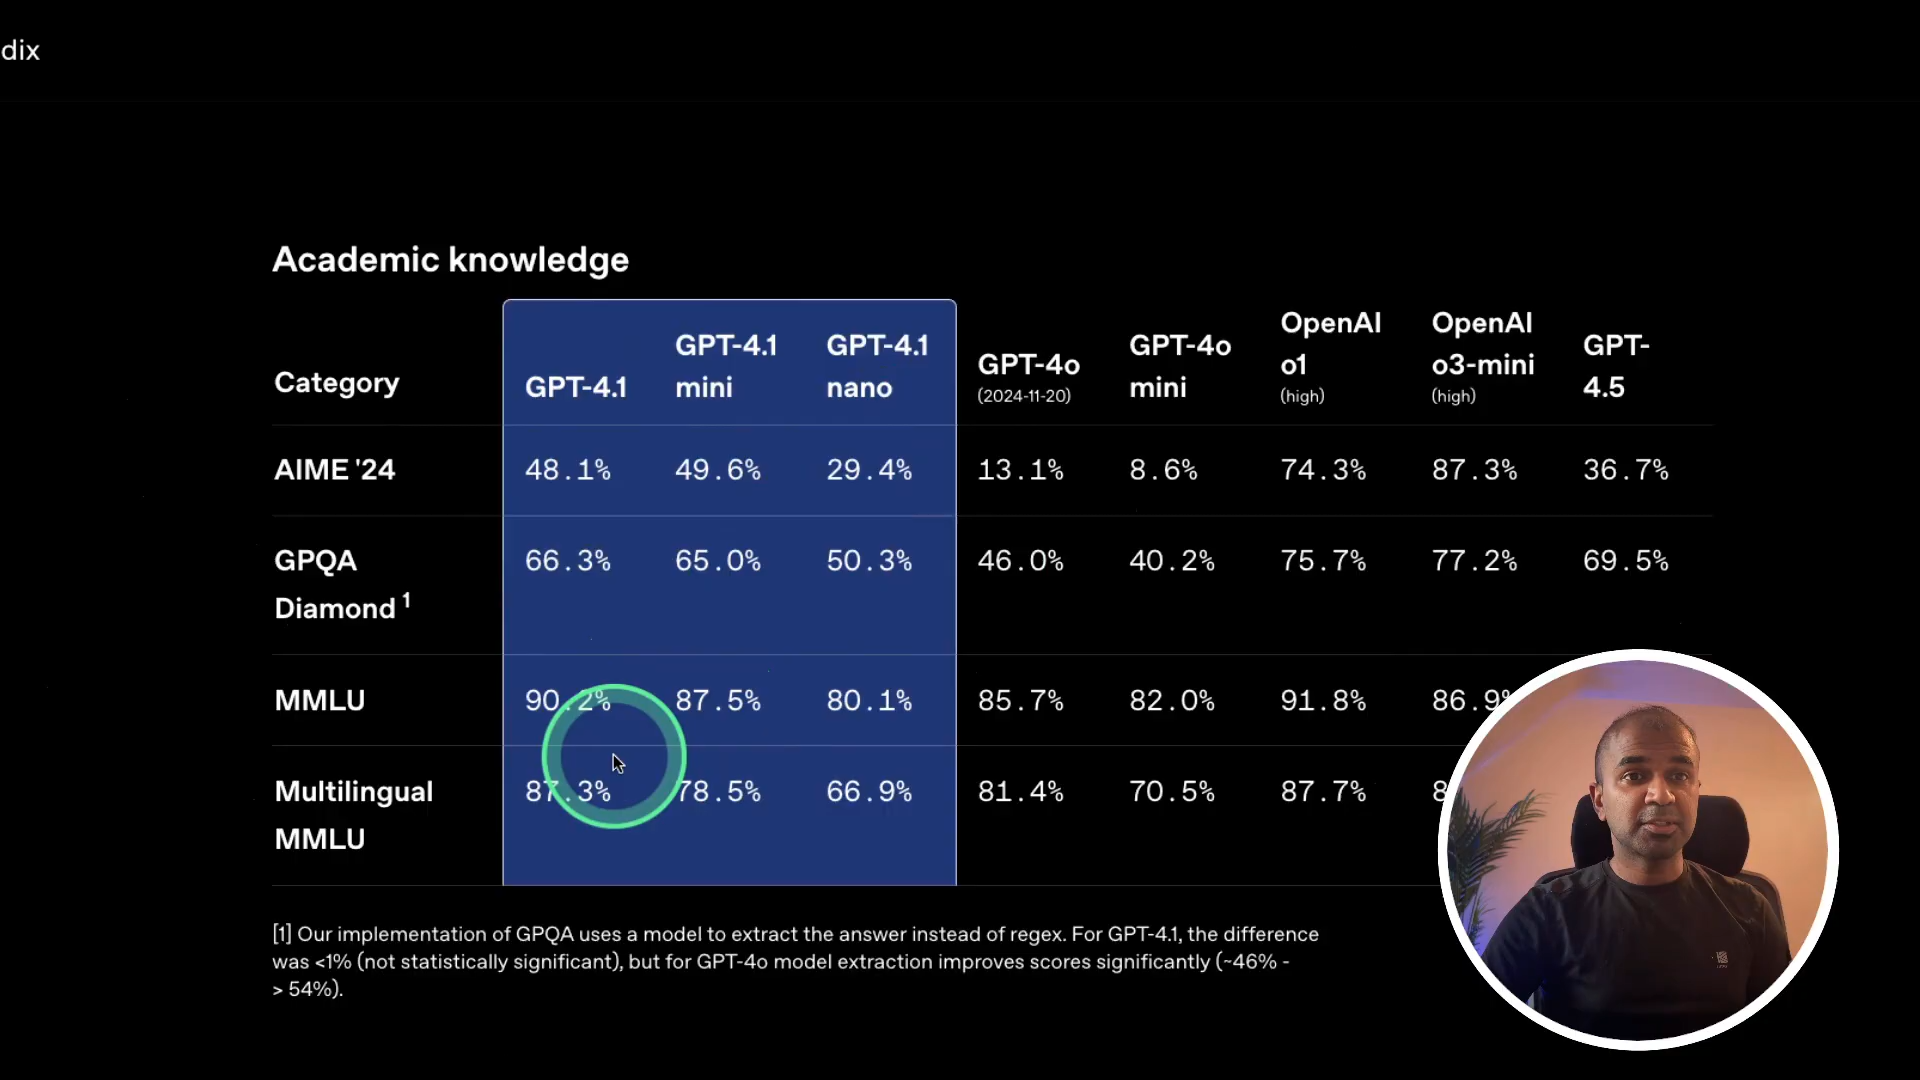 dix
Academic knowledge
Category GPT-4.1 GPT-4.1 mini GPT-4.1 nano GPT-4o (2024-11-20) GPT-4o mini OpenAI o1 (high) OpenAI o3-mini (high) GPT-4.5
AIME '24 48.1% 49.6% 29.4% 13.1% 8.6% 74.3% 87.3% 36.7%
GPQA Diamond 1 66.3% 65.0% 50.3% 46.0% 40.2% 75.7% 77.2% 69.5%
MMLU 90.2% 87.5% 80.1% 85.7% 82.0% 91.8% 86.9%
Multilingual MMLU 87.3% 78.5% 66.9% 81.4% 70.5% 87.7% 8
[1] Our implementation of GPQA uses a model to extract the answer instead of regex. For GPT-4.1, the difference
was <1% (not statistically significant), but for GPT-4o model extraction improves scores significantly (~46% -
> 54%).